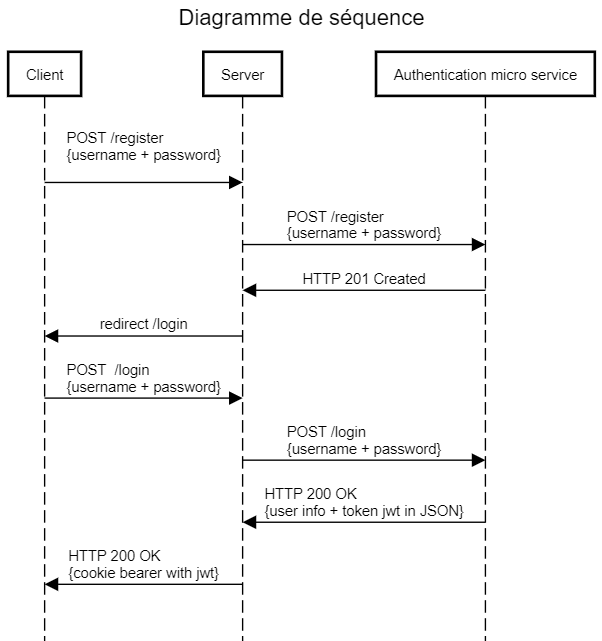 Diagramme de séquence
Client
Server
Authentication micro service
POST /register
{username + password}
POST /register
{username + password}
HTTP 201 Created
redirect /login
POST  /login
{username + password}
POST /login
{username + password}
HTTP 200 OK
{user info + token jwt in JSON}
HTTP 200 OK
{cookie bearer with jwt}